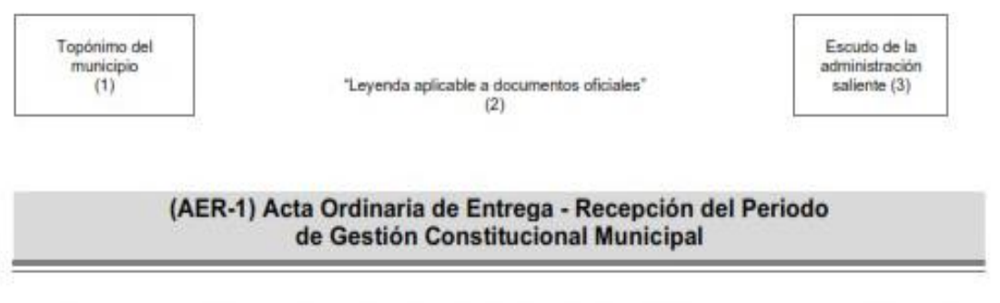 Topónimo del
municipio
(1)
"Leyenda aplicable a documentos oficiales"
(2)
Escudo de la
administración
saliente (3)
(AER-1) Acta Ordinaria de Entrega - Recepción del Periodo
de Gestión Constitucional Municipal